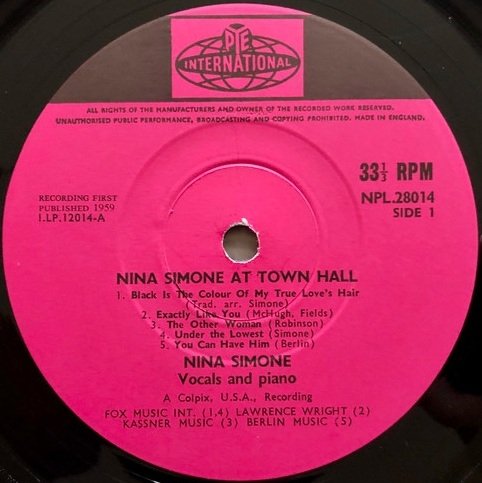 PYE
INTERNATIONAL
ALL RIGHTS OF THE MANUFACTURERS AND OWNER OF THE RECORDED WORK RESERVED.
UNAUTHORISED PUBLIC PERFORMANCE, BROADCASTING AND COPYING PROHIBITED. MADE IN ENGLAND.
33⅓ RPM
RECORDING FIRST
PUBLISHED 1959
I.LP.12014-A
NPL.28014
SIDE 1
NINA SIMONE AT TOWN HALL
1. Black Is The Colour Of My True Love's Hair
(Trad. arr. Simone)
2. Exactly Like You (McHugh, Fields)
3. The Other Woman (Robinson)
4. Under the Lowest (Simone)
5. You Can Have Him (Berlin)
NINA SIMONE
Vocals and piano
A Colpix, U.S.A., Recording
FOX MUSIC INT. (1,4) LAWRENCE WRIGHT (2)
KASSNER MUSIC (3) BERLIN MUSIC (5)